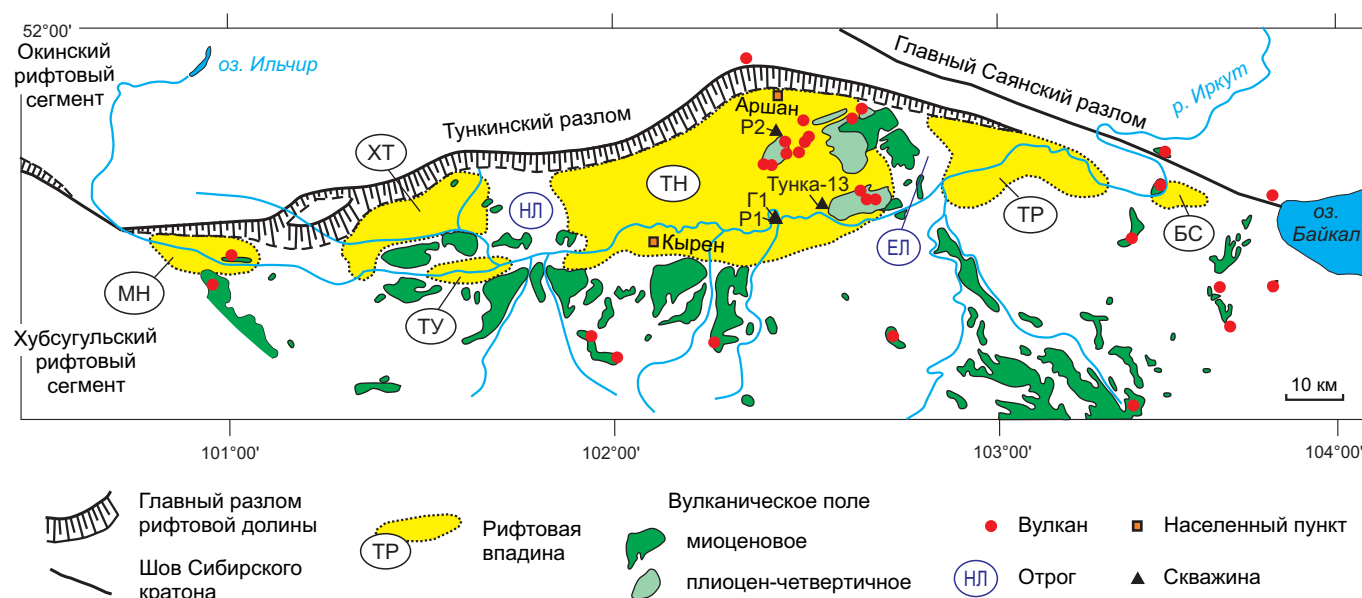 52°00'
Окинский
рифтовый
сегмент
оз. Ильчир
Главный Саянский разлом
р. Иркут
Тункинский разлом
Аршан
Р2
ХТ
ТН
НЛ
Тунка-13
Г1
Р1
Кырен
ЕЛ
ТР
БС
оз.
Байкал
МН
ТУ
Хубсугульский
рифтовый
сегмент
10 км
101°00'
102°00'
103°00'
104°00'
Главный разлом
рифтовой долины
Шов Сибирского
кратона
ТР
Рифтовая
впадина
Вулканическое поле
миоценовое
плиоцен-четвертичное
Вулкан
НЛ
Отрог
Населенный пункт
Скважина